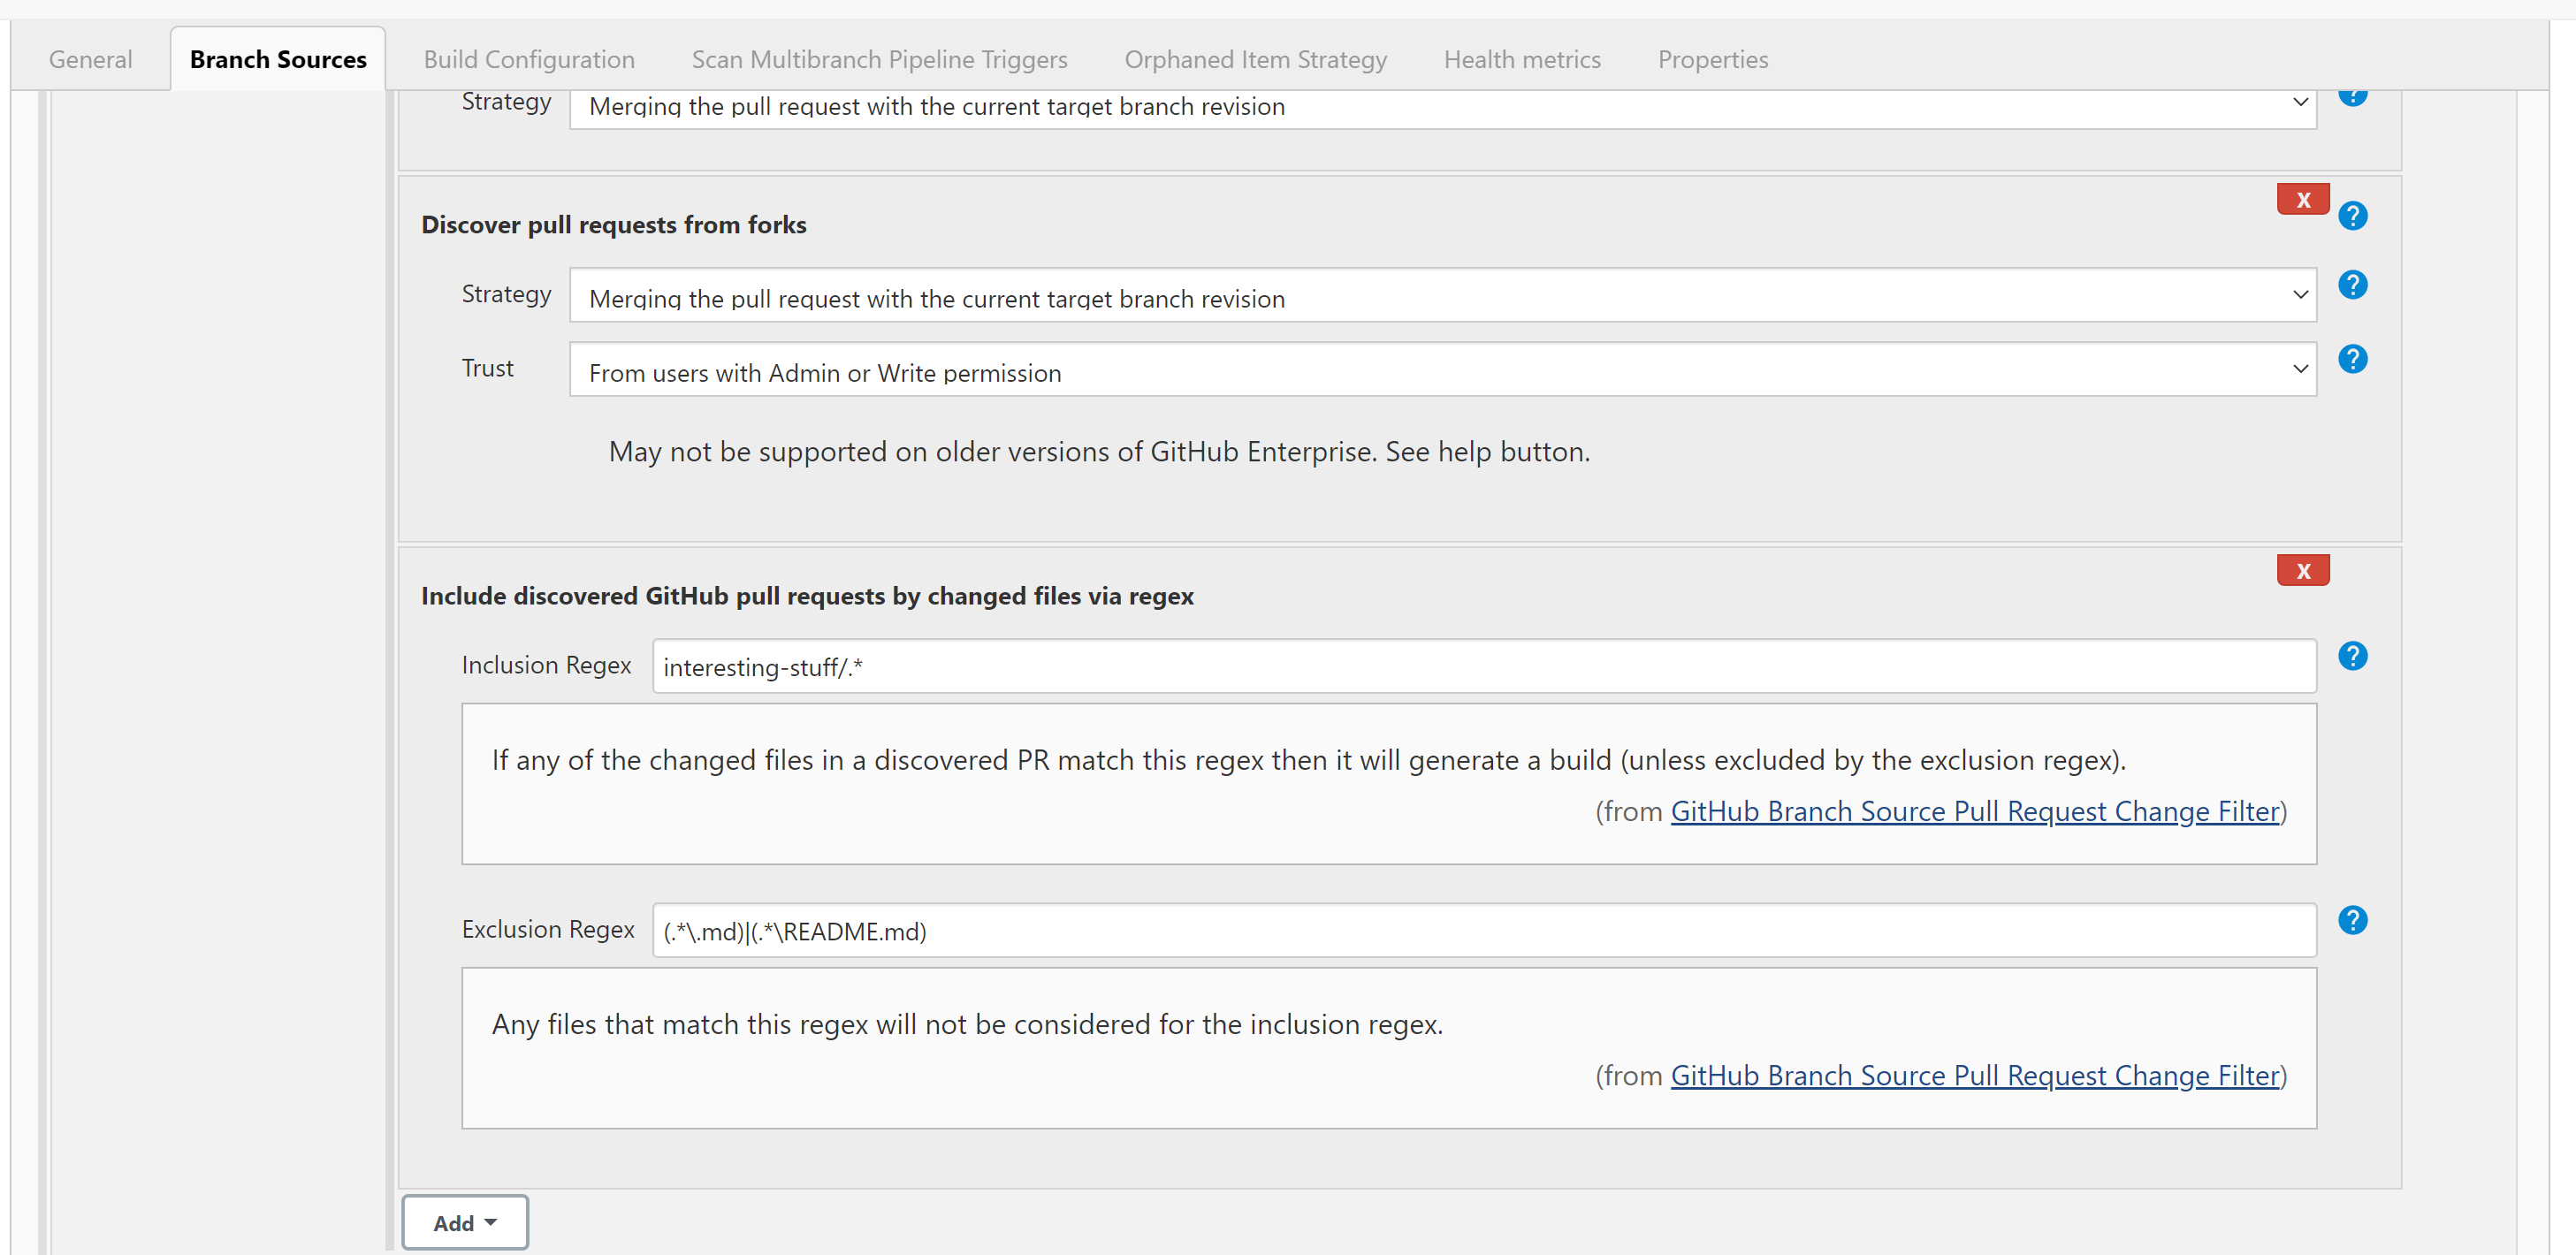 General Branch Sources Build Configuration Scan Multibranch Pipeline Triggers Orphaned Item Strategy Health metrics Properties
Strategy Merging the pull request with the current target branch revision
?
X
Discover pull requests from forks ?
Strategy Merging the pull request with the current target branch revision ?
Trust From users with Admin or Write permission ?
May not be supported on older versions of GitHub Enterprise. See help button.
X
Include discovered GitHub pull requests by changed files via regex
Inclusion Regex interesting-stuff/.* ?
If any of the changed files in a discovered PR match this regex then it will generate a build (unless excluded by the exclusion regex).
(from GitHub Branch Source Pull Request Change Filter)
Exclusion Regex (.*\.md)|(.*\README.md) ?
Any files that match this regex will not be considered for the inclusion regex.
(from GitHub Branch Source Pull Request Change Filter)
Add